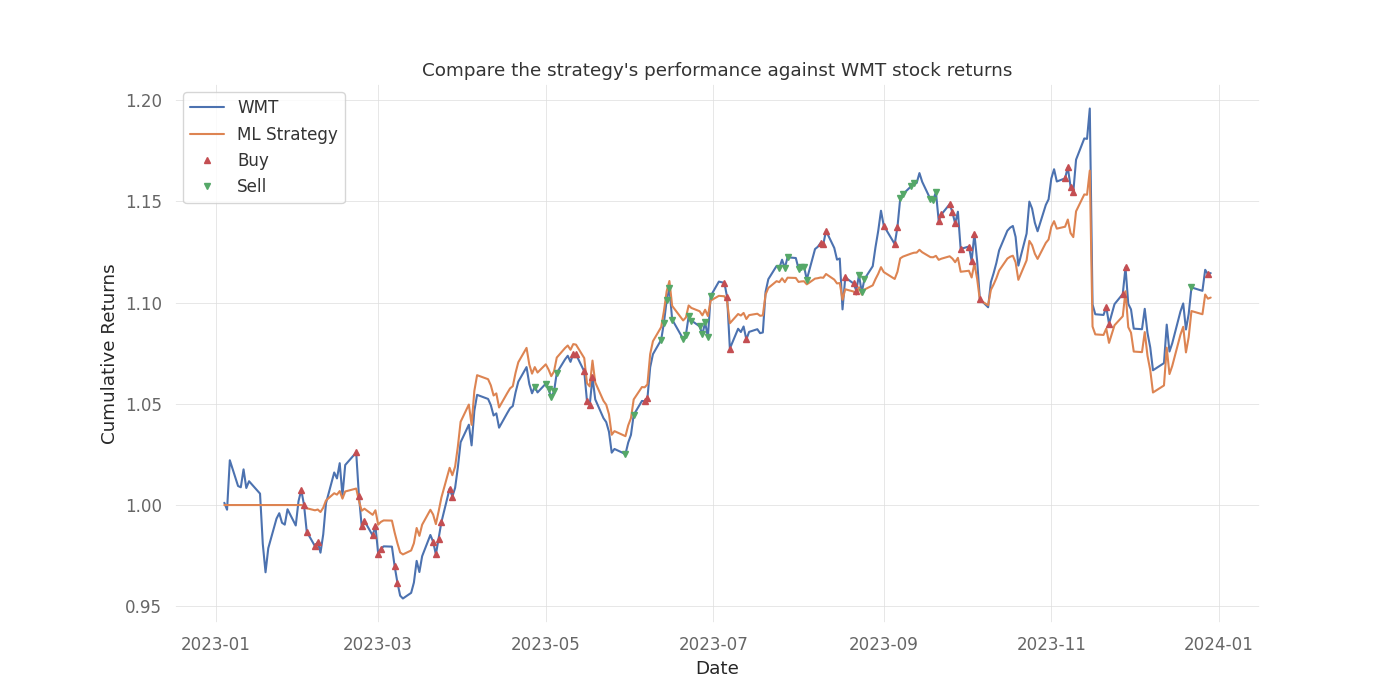 Compare the strategy's performance against WMT stock returns
WMT
ML Strategy
Buy
Sell
Cumulative Returns
1.20
1.15
1.10
1.05
1.00
0.95
2023-01
2023-03
2023-05
2023-07
2023-09
2023-11
2024-01
Date